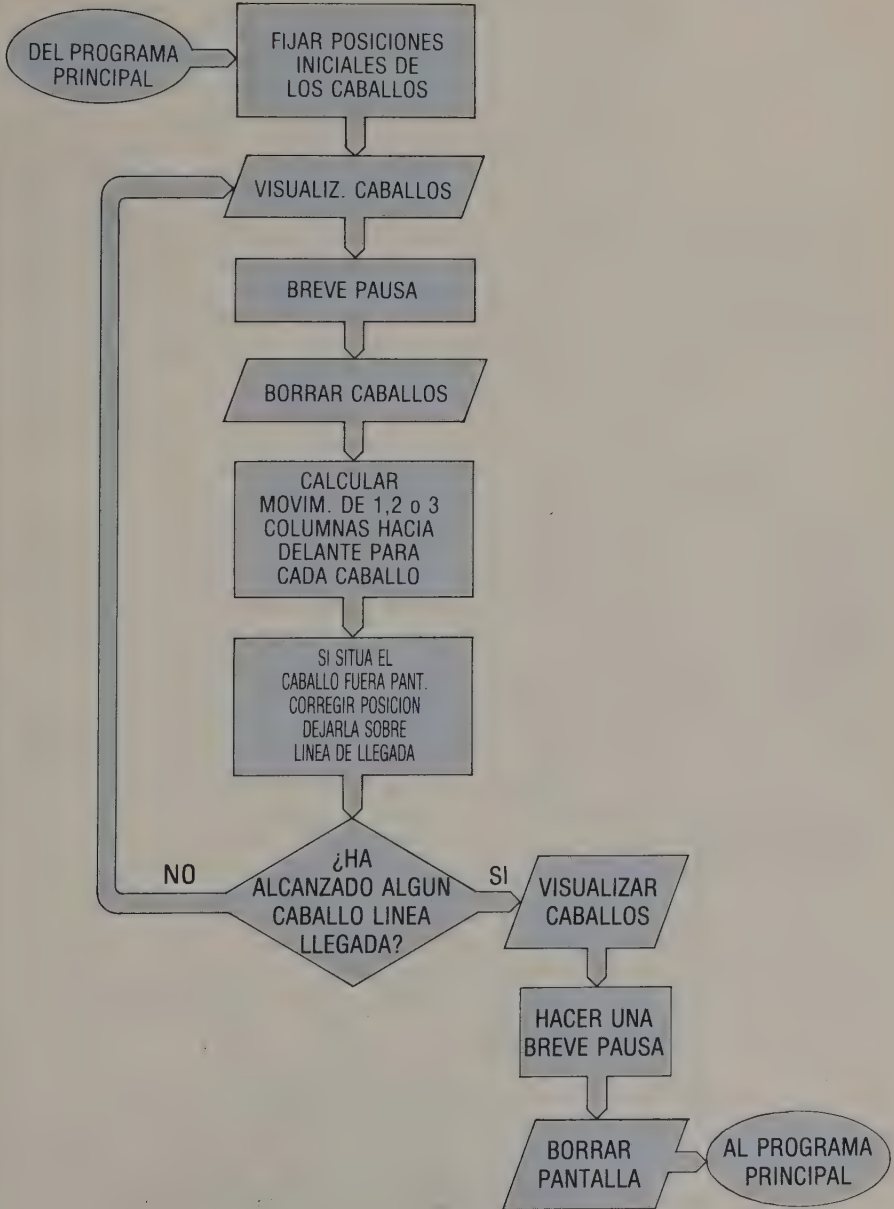 DEL PROGRAMA
PRINCIPAL
FIJAR POSICIONES
INICIALES DE
LOS CABALLOS
VISUALIZ. CABALLOS
BREVE PAUSA
BORRAR CABALLOS
CALCULAR
MOVIM. DE 1,2 o 3
COLUMNAS HACIA
DELANTE PARA
CADA CABALLO
SI SITUA EL
CABALLO FUERA PANT.
CORREGIR POSICION
DEJARLA SOBRE
LINEA DE LLEGADA
¿HA
ALCANZADO ALGUN
CABALLO LINEA
LLEGADA?
NO
SI
VISUALIZAR
CABALLOS
HACER UNA
BREVE PAUSA
BORRAR
PANTALLA
AL PROGRAMA
PRINCIPAL